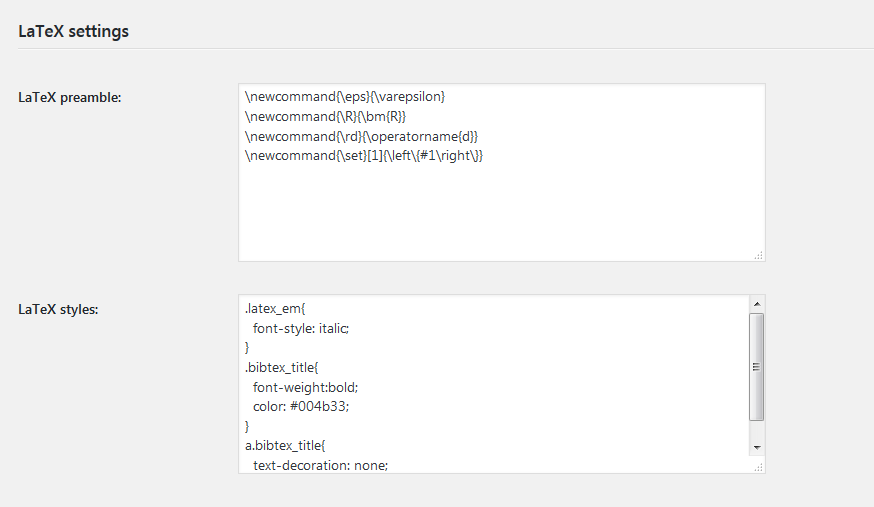 LaTeX settings
LaTeX preamble:
\newcommand{\eps}{\varepsilon}
\newcommand{\R}{\bm{R}}
\newcommand{\rd}{\operatorname{d}}
\newcommand{\set}[1]{\left\{#1\right\}}
LaTeX styles:
.latex_em{
  font-style: italic;
}
.bibtex_title{
  font-weight:bold;
  color: #004b33;
}
a.bibtex_title{
  text-decoration: none;